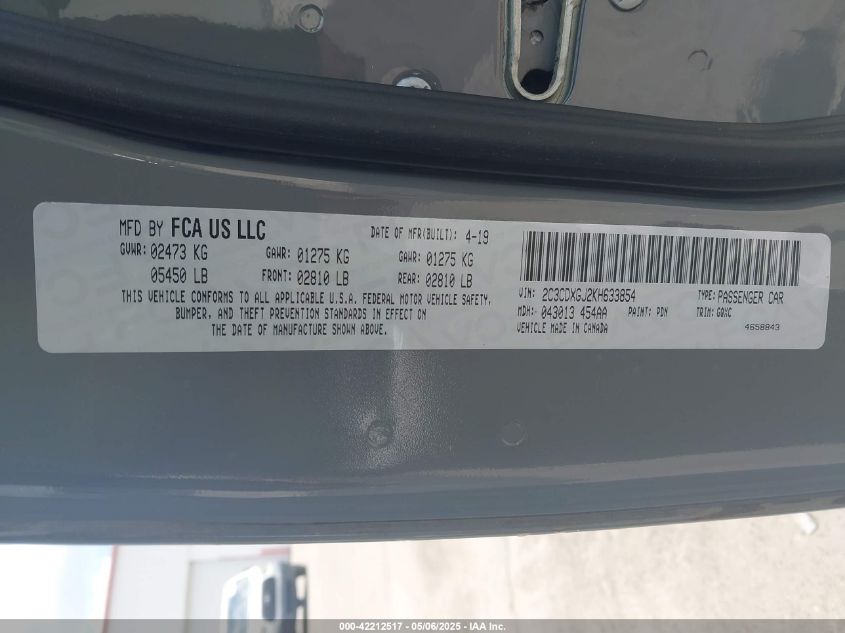 MFD BY FCA US LLC
DATE OF MFR(BUILT): 4-19
GVWR: 02473 KG GAWR: 01275 KG GAWR: 01275 KG
05450 LB FRONT: 02810 LB REAR: 02810 LB
THIS VEHICLE CONFORMS TO ALL APPLICABLE U.S.A. FEDERAL MOTOR VEHICLE SAFETY,
BUMPER, AND THEFT PREVENTION STANDARDS IN EFFECT ON
THE DATE OF MANUFACTURE SHOWN ABOVE.
VIN: 2C3CDXGJ2KH633854 TYPE: PASSENGER CAR
MDH: 043013 454AA PAINT: PDN TRIM: GQXC
VEHICLE MADE IN CANADA 4658843
000-42212517 - 05/06/2025 - IAA Inc.